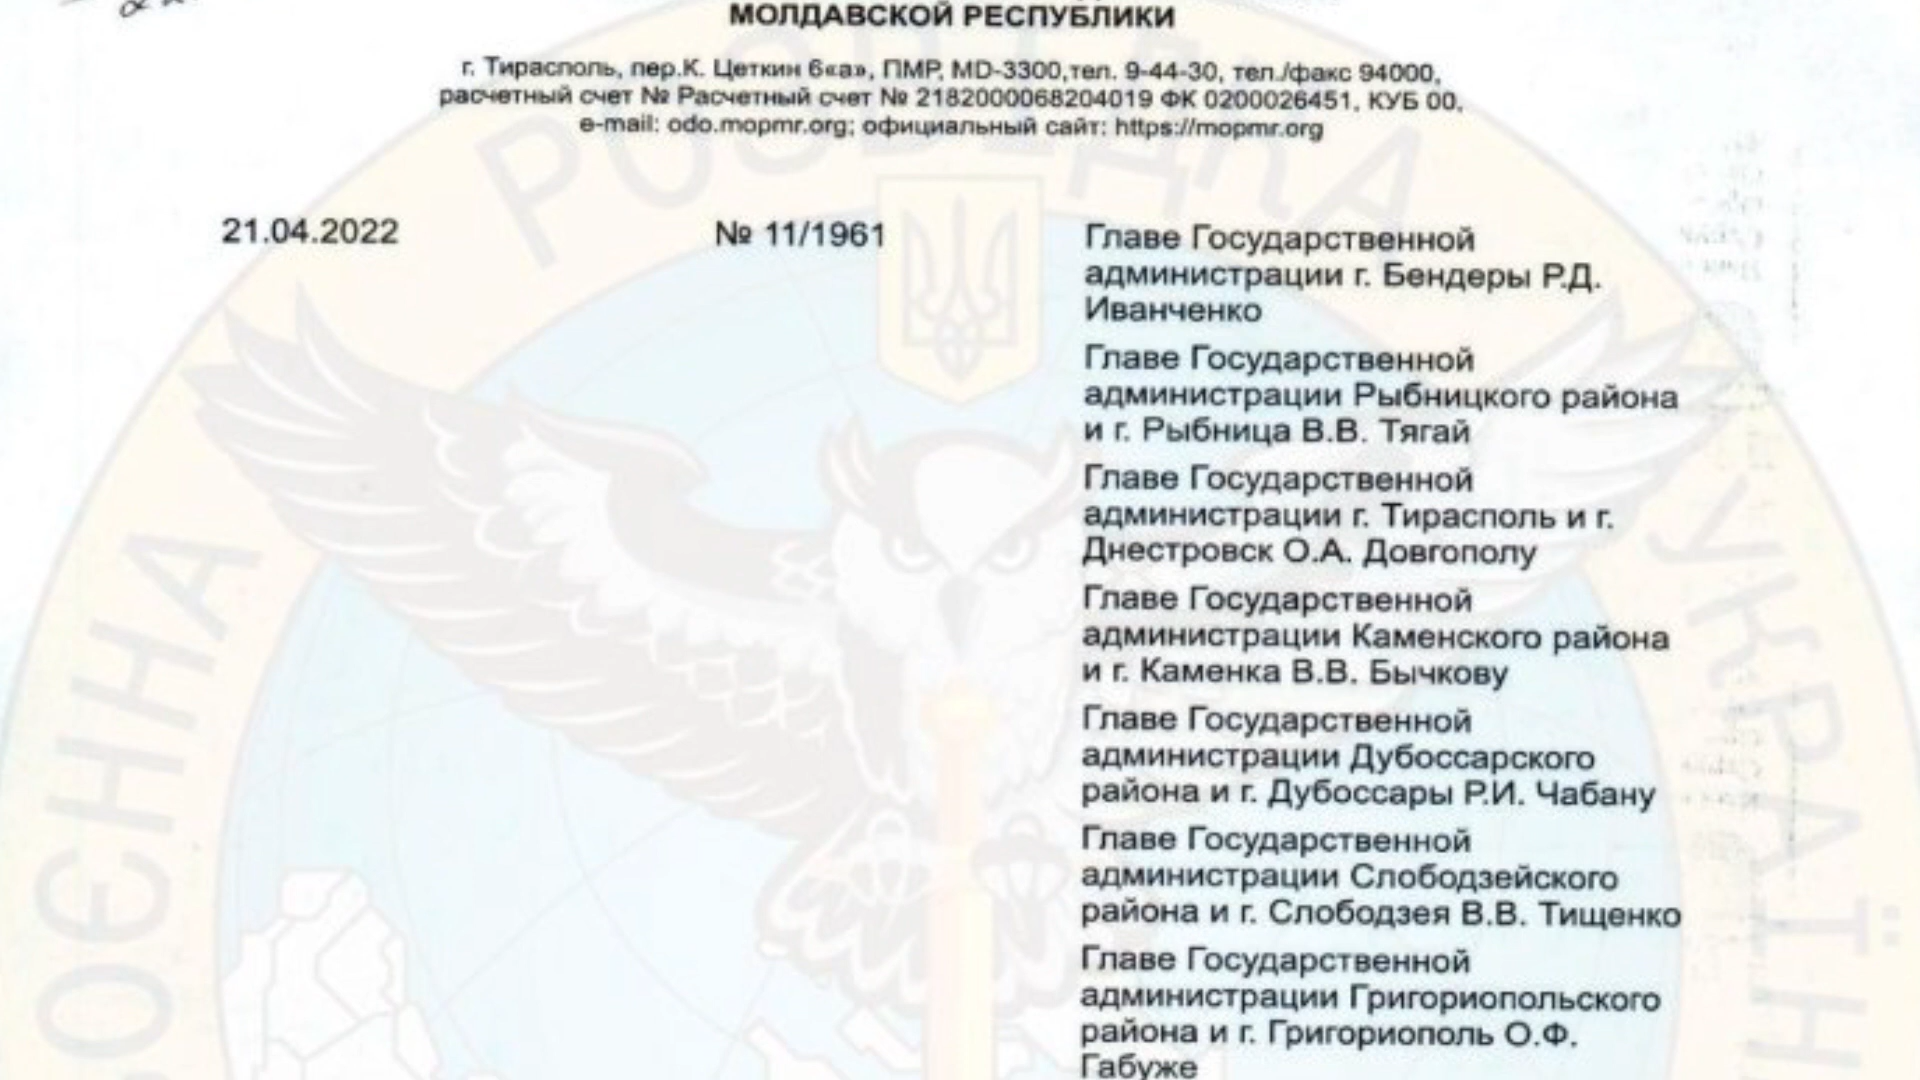 МОЛДАВСКОЙ РЕСПУБЛИКИ
г. Тирасполь, пер.К. Цеткин 6«а», ПМР, MD-3300,тел. 9-44-30, тел./факс 94000,
расчетный счет № Расчетный счет № 2182000068204019 ФК 0200026451, КУБ 00,
e-mail: odo.mopmr.org; официальный сайт: https://mopmr.org
21.04.2022
№ 11/1961
Главе Государственной
администрации г. Бендеры Р.Д.
Иванченко
Главе Государственной
администрации Рыбницкого района
и г. Рыбница В.В. Тягай
Главе Государственной
администрации г. Тирасполь и г.
Днестровск О.А. Довгополу
Главе Государственной
администрации Каменского района
и г. Каменка В.В. Бычкову
Главе Государственной
администрации Дубоссарского
района и г. Дубоссары Р.И. Чабану
Главе Государственной
администрации Слободзейского
района и г. Слободзея В.В. Тищенко
Главе Государственной
администрации Григориопольского
района и г. Григориополь О.Ф.
Габуже
РОЗВІДКА